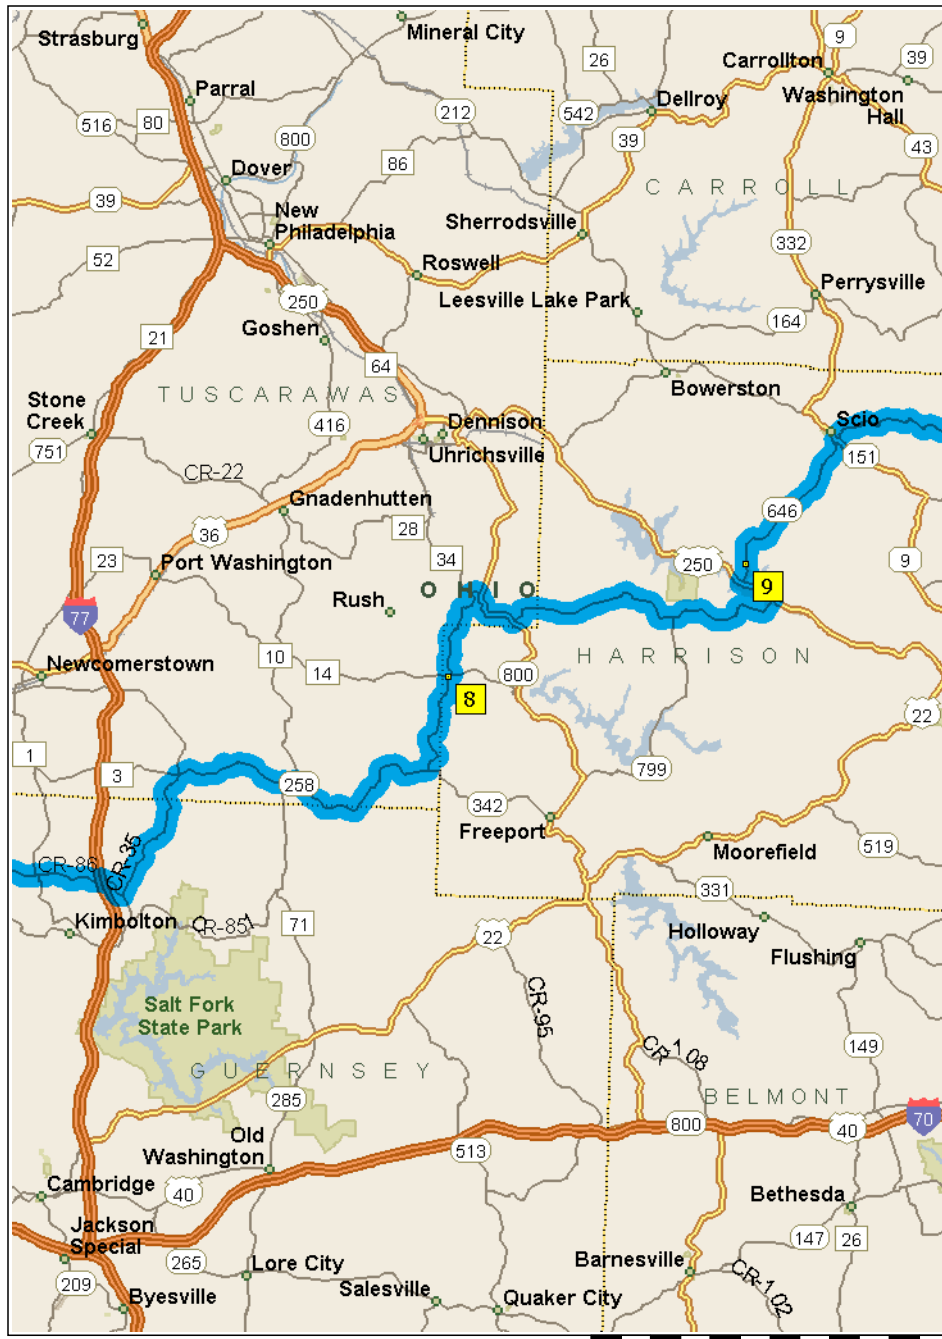 Strasburg
Mineral City
9
26
Carrollton
39
Parral
Dellroy
Washington
Hall
516
80
800
212
542
39
43
86
Dover
39
CARROLL
New
Philadelphia
Sherrodsville
332
52
Roswell
250
Leesville Lake Park
Perrysville
Goshen
164
21
64
TUSCARAWAS
Bowerston
Stone
Creek
416
Dennison
Scio
751
Uhrichsville
151
CR-22
Gnadenhutten
646
36
28
23
Port Washington
34
250
9
OHIO
9
Rush
77
Newcomerstown
10
14
800
HARRISON
8
22
1
3
258
799
342
Freeport
Moorefield
519
CR-86
CR-35
331
Kimbolton
CR-85
71
22
Holloway
Flushing
Salt Fork
State Park
CR-95
CR 108
149
GUERNSEY
285
BELMONT
70
800
40
Old
Washington
513
Cambridge
40
Bethesda
Jackson
Special
147
26
265
Lore City
Barnesville
209
Salesville
CR-102
Byesville
Quaker City